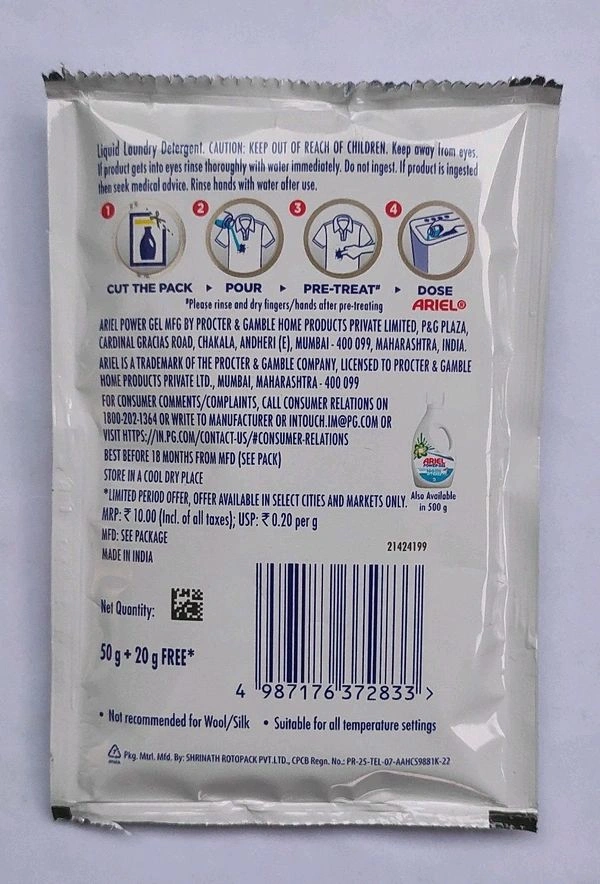 Liquid Laundry Detergent. CAUTION: KEEP OUT OF REACH OF CHILDREN. Keep away from eyes.
If product gets into eyes rinse thoroughly with water immediately. Do not ingest. If product is ingested
then seek medical advice. Rinse hands with water after use.
1 2 3 4
CUT THE PACK POUR PRE-TREAT# DOSE
ARIEL®
#Please rinse and dry fingers/hands after pre-treating
ARIEL POWER GEL MFG BY PROCTER & GAMBLE HOME PRODUCTS PRIVATE LIMITED, P&G PLAZA,
CARDINAL GRACIAS ROAD, CHAKALA, ANDHERI (E), MUMBAI - 400 099, MAHARASHTRA, INDIA.
ARIEL IS A TRADEMARK OF THE PROCTER & GAMBLE COMPANY, LICENSED TO PROCTER & GAMBLE
HOME PRODUCTS PRIVATE LTD., MUMBAI, MAHARASHTRA - 400 099
FOR CONSUMER COMMENTS/COMPLAINTS, CALL CONSUMER RELATIONS ON
1800-202-1364 OR WRITE TO MANUFACTURER OR INTOUCH.IM@PG.COM OR
VISIT HTTPS://IN.PG.COM/CONTACT-US/#CONSUMER-RELATIONS
BEST BEFORE 18 MONTHS FROM MFD (SEE PACK)
STORE IN A COOL DRY PLACE
*LIMITED PERIOD OFFER, OFFER AVAILABLE IN SELECT CITIES AND MARKETS ONLY.
ARIEL
Also Available
in 500 g
MRP: ₹ 10.00 (Incl. of all taxes); USP: ₹ 0.20 per g
MFD: SEE PACKAGE
MADE IN INDIA
21424199
Net Quantity:
50 g + 20 g FREE*
4 987176 372833 >
• Not recommended for Wool/Silk • Suitable for all temperature settings
Pkg. Mtrl. Mfd. By: SHRINATH ROTOPACK PVT.LTD., CPCB Regn. No.: PR-25-TEL-07-AAHCS9881K-22